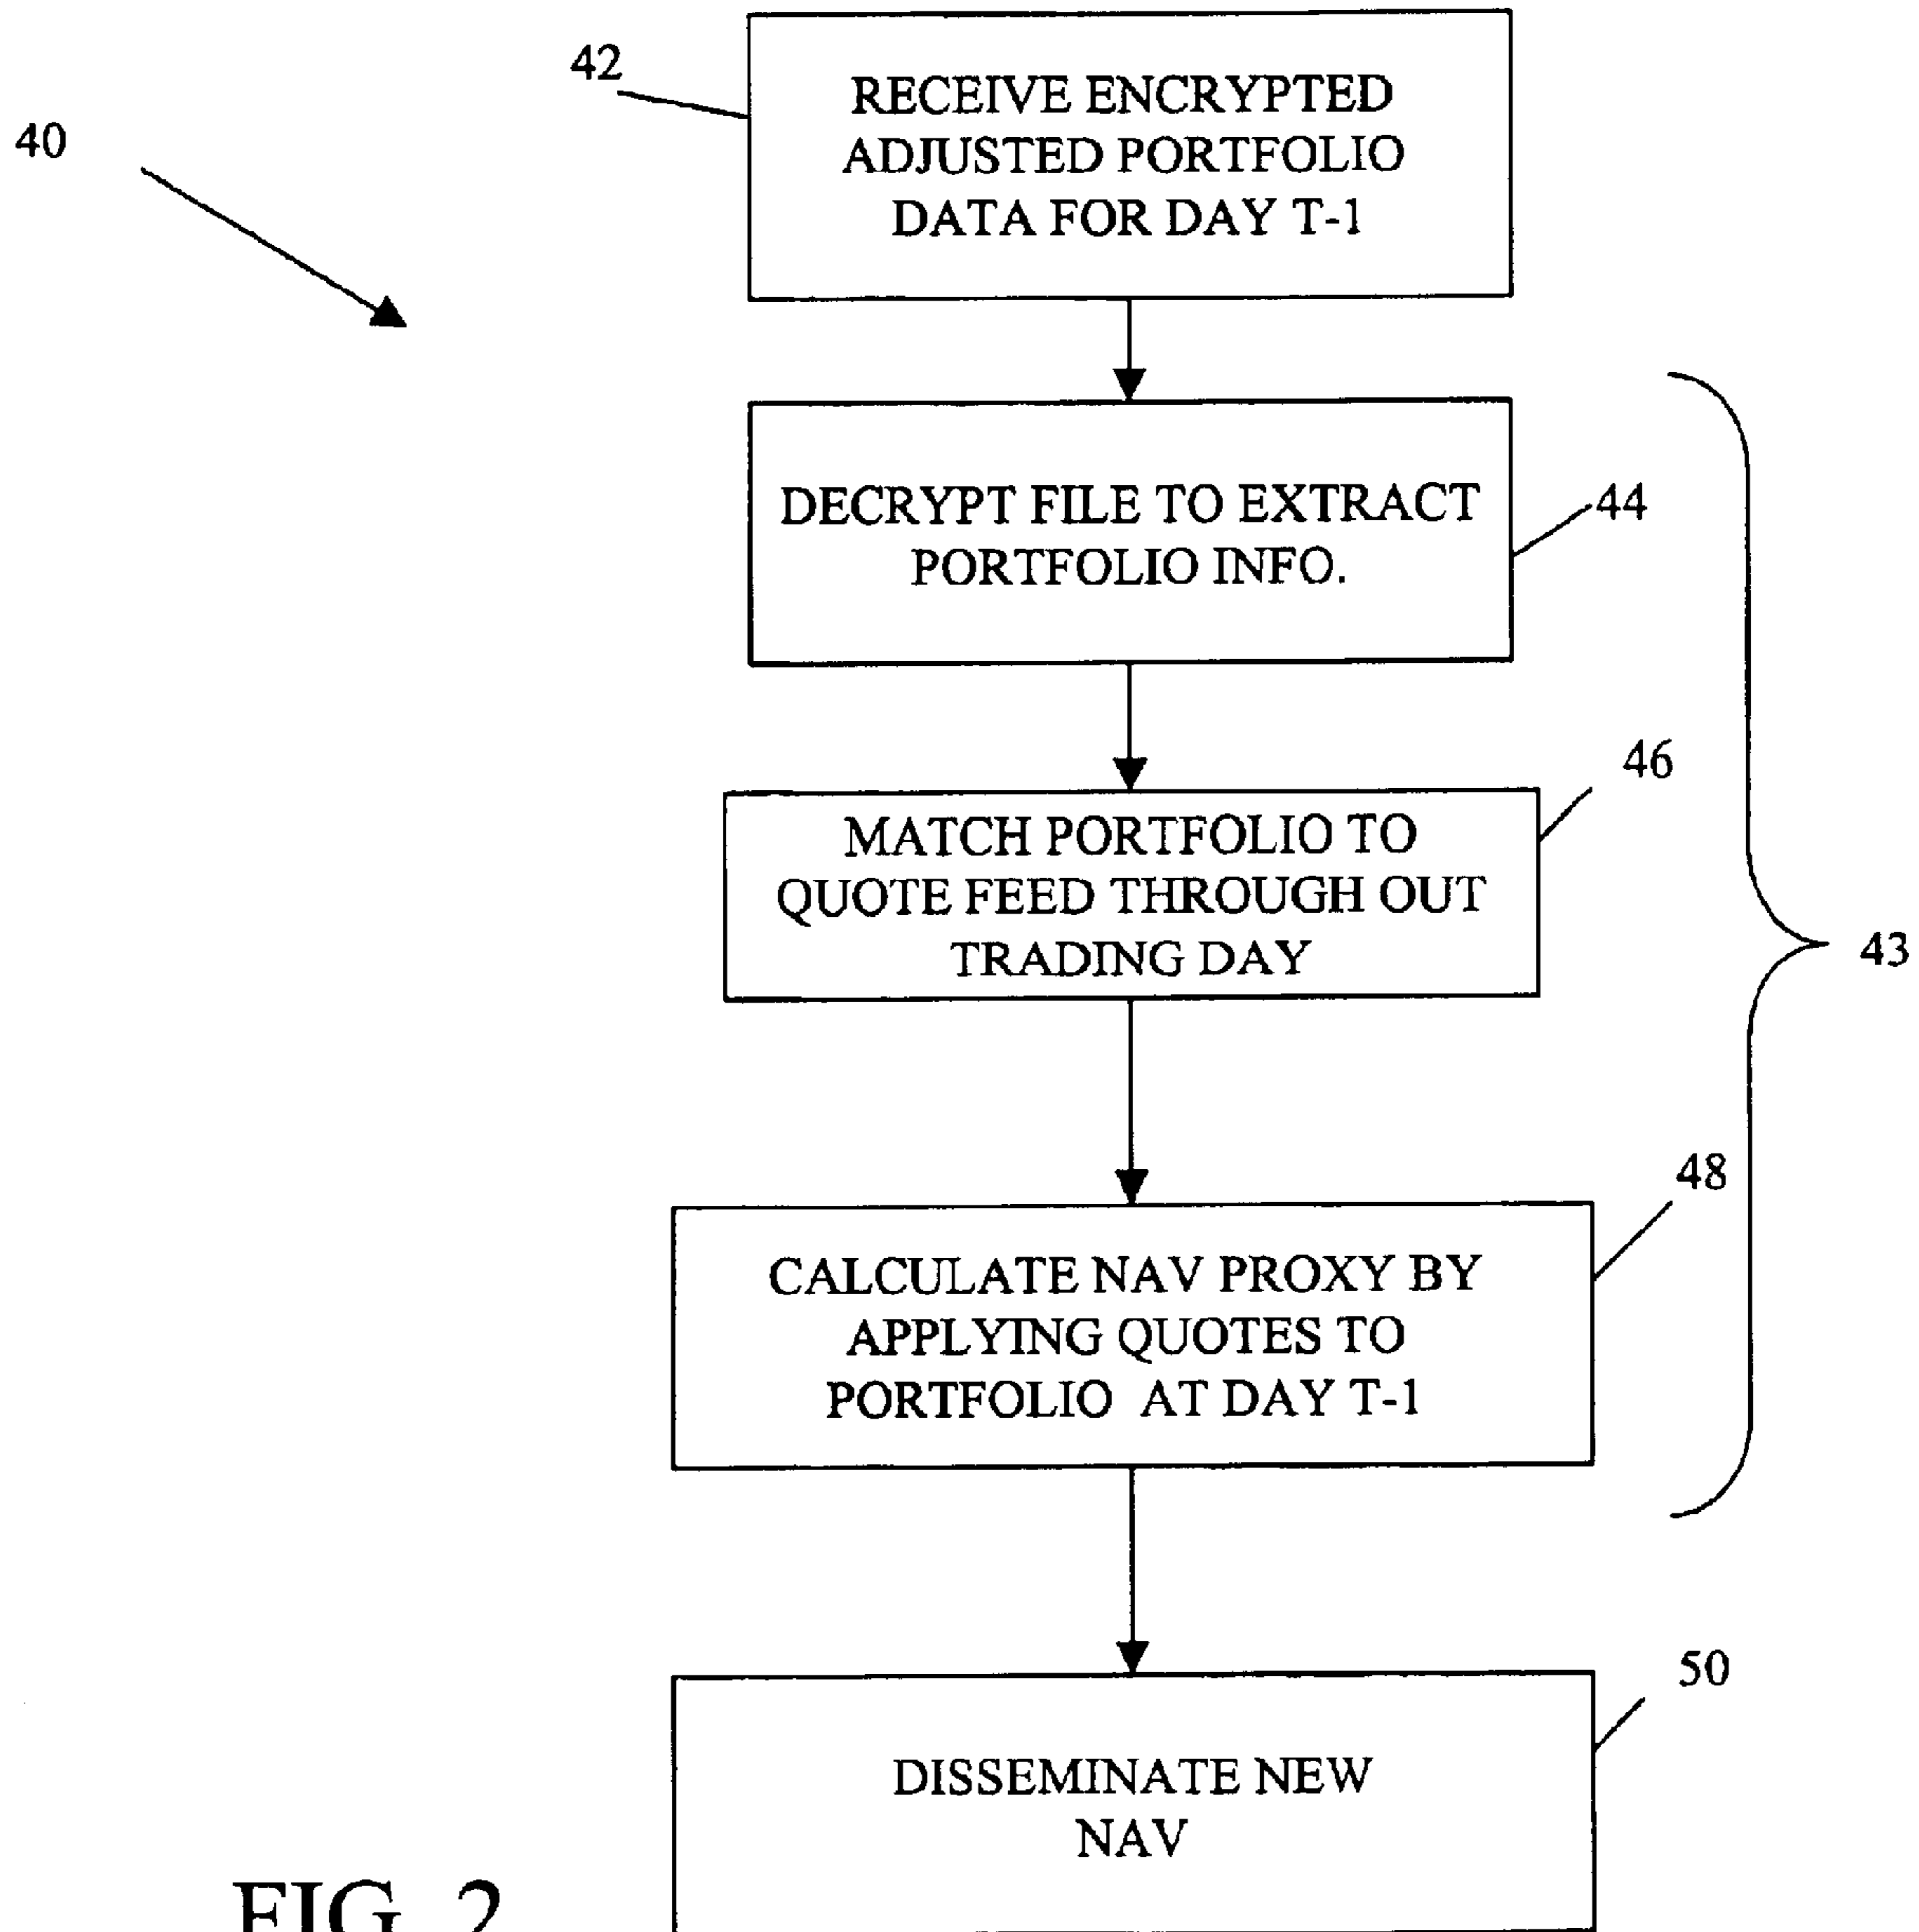 42
40
RECEIVE ENCRYPTED
ADJUSTED PORTFOLIO
DATA FOR DAY T-1
DECRYPT FILE TO EXTRACT
PORTFOLIO INFO.
44
46
MATCH PORTFOLIO TO
QUOTE FEED THROUGH OUT
TRADING DAY
43
48
CALCULATE NAV PROXY BY
APPLYING QUOTES TO
PORTFOLIO AT DAY T-1
50
DISSEMINATE NEW
NAV
FIG. 2